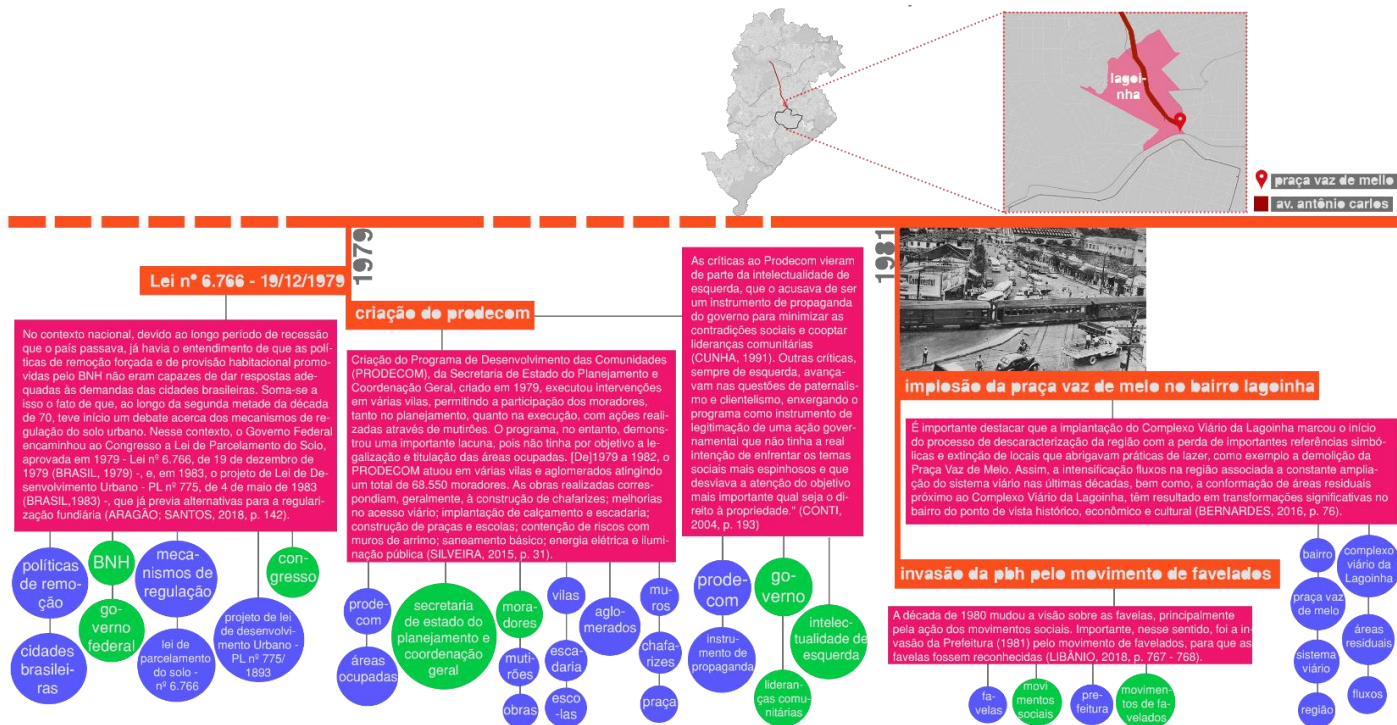 lagoi-
nha
praça vaz de mello
av. antônio carlos
1979
Lei nº 6.766 - 19/12/1979
No contexto nacional, devido ao longo período de recessão
que o país passava, já havia o entendimento de que as polí-
ticas de remoção forçada e de provisão habitacional promo-
vidas pelo BNH não eram capazes de dar respostas ade-
quadas às demandas das cidades brasileiras. Soma-se a
isso o fato de que, ao longo da segunda metade da década
de 70, teve início um debate acerca dos mecanismos de re-
gulação do solo urbano. Nesse contexto, o Governo Federal
encaminhou ao Congresso a Lei de Parcelamento do Solo,
aprovada em 1979 - Lei nº 6.766, de 19 de dezembro de
1979 (BRASIL, 1979) -, e, em 1983, o projeto de Lei de De-
senvolvimento Urbano - PL nº 775, de 4 de maio de 1983
(BRASIL,1983) -, que já previa alternativas para a regulari-
zação fundiária (ARAGÃO; SANTOS, 2018, p. 142).
políticas
de remo-
ção
cidades
brasilei-
ras
BNH
go-
verno
federal
meca-
nismos de
regulação
lei de
parcelamento
do solo -
nº 6.766
projeto de lei
de desenvolvi-
mento Urbano -
PL nº 775/
1893
con-
gresso
criação do prodecom
Criação do Programa de Desenvolvimento das Comunidades
(PRODECOM), da Secretaria de Estado do Planejamento e
Coordenação Geral, criado em 1979, executou intervenções
em várias vilas, permitindo a participação dos moradores,
tanto no planejamento, quanto na execução, com ações reali-
zadas através de mutirões. O programa, no entanto, demons-
trou uma importante lacuna, pois não tinha por objetivo a le-
galização e titulação das áreas ocupadas. [De]1979 a 1982, o
PRODECOM atuou em várias vilas e aglomerados atingindo
um total de 68.550 moradores. As obras realizadas corres-
pondiam, geralmente, à construção de chafarizes; melhorias
no acesso viário; implantação de calçamento e escadaria;
construção de praças e escolas; contenção de riscos com
muros de arrimo; saneamento básico; energia elétrica e ilumi-
nação pública (SILVEIRA, 2015, p. 31).
prode-
com
áreas
ocupadas
secretaria
de estado do
planejamento e
coordenação
geral
mora-
dores
muti-
rões
obras
vilas
esca-
daria
esco-
-las
aglo-
merados
mu-
ros
chafa-
rizes
praça
As críticas ao Prodecom vieram
de parte da intelectualidade de
esquerda, que o acusava de ser
um instrumento de propaganda
do governo para minimizar as
contradições sociais e cooptar
lideranças comunitárias
(CUNHA, 1991). Outras críticas,
sempre de esquerda, avança-
vam nas questões de paternalis-
mo e clientelismo, enxergando o
programa como instrumento de
legitimação de uma ação gover-
namental que não tinha a real
intenção de enfrentar os temas
sociais mais espinhosos e que
desviava a atenção do objetivo
mais importante qual seja o di-
reito à propriedade." (CONTI,
2004, p. 193)
prode-
com
instru-
mento de
propaganda
go-
verno
lideran-
ças comu-
nitárias
intelec-
tualidade de
esquerda
1981
implosão da praça vaz de melo no bairro lagoinha
É importante destacar que a implantação do Complexo Viário da Lagoinha marcou o
início do processo de descaracterização da região com a perda de importantes referências simbó-
licas e extinção de locais que abrigavam práticas de lazer, como exemplo a demolição da
Praça Vaz de Melo. Assim, a intensificação fluxos na região associada a constante amplia-
ção do sistema viário nas últimas décadas, bem como, a conformação de áreas residuais
próximo ao Complexo Viário da Lagoinha, têm resultado em transformações significativas no
bairro do ponto de vista histórico, econômico e cultural (BERNARDES, 2016, p. 76).
bairro
praça vaz
de melo
sistema
viário
região
complexo
viário da
Lagoinha
áreas
residuais
fluxos
invasão da pbh pelo movimento de favelados
A década de 1980 mudou a visão sobre as favelas, principalmente
pela ação dos movimentos sociais. Importante, nesse sentido, foi a in-
vasão da Prefeitura (1981) pelo movimento de favelados, para que as
favelas fossem reconhecidas (LIBÂNIO, 2018, p. 767 - 768).
fa-
velas
movi
mentos
sociais
pre-
feitura
movimen-
tos de fa-
velados